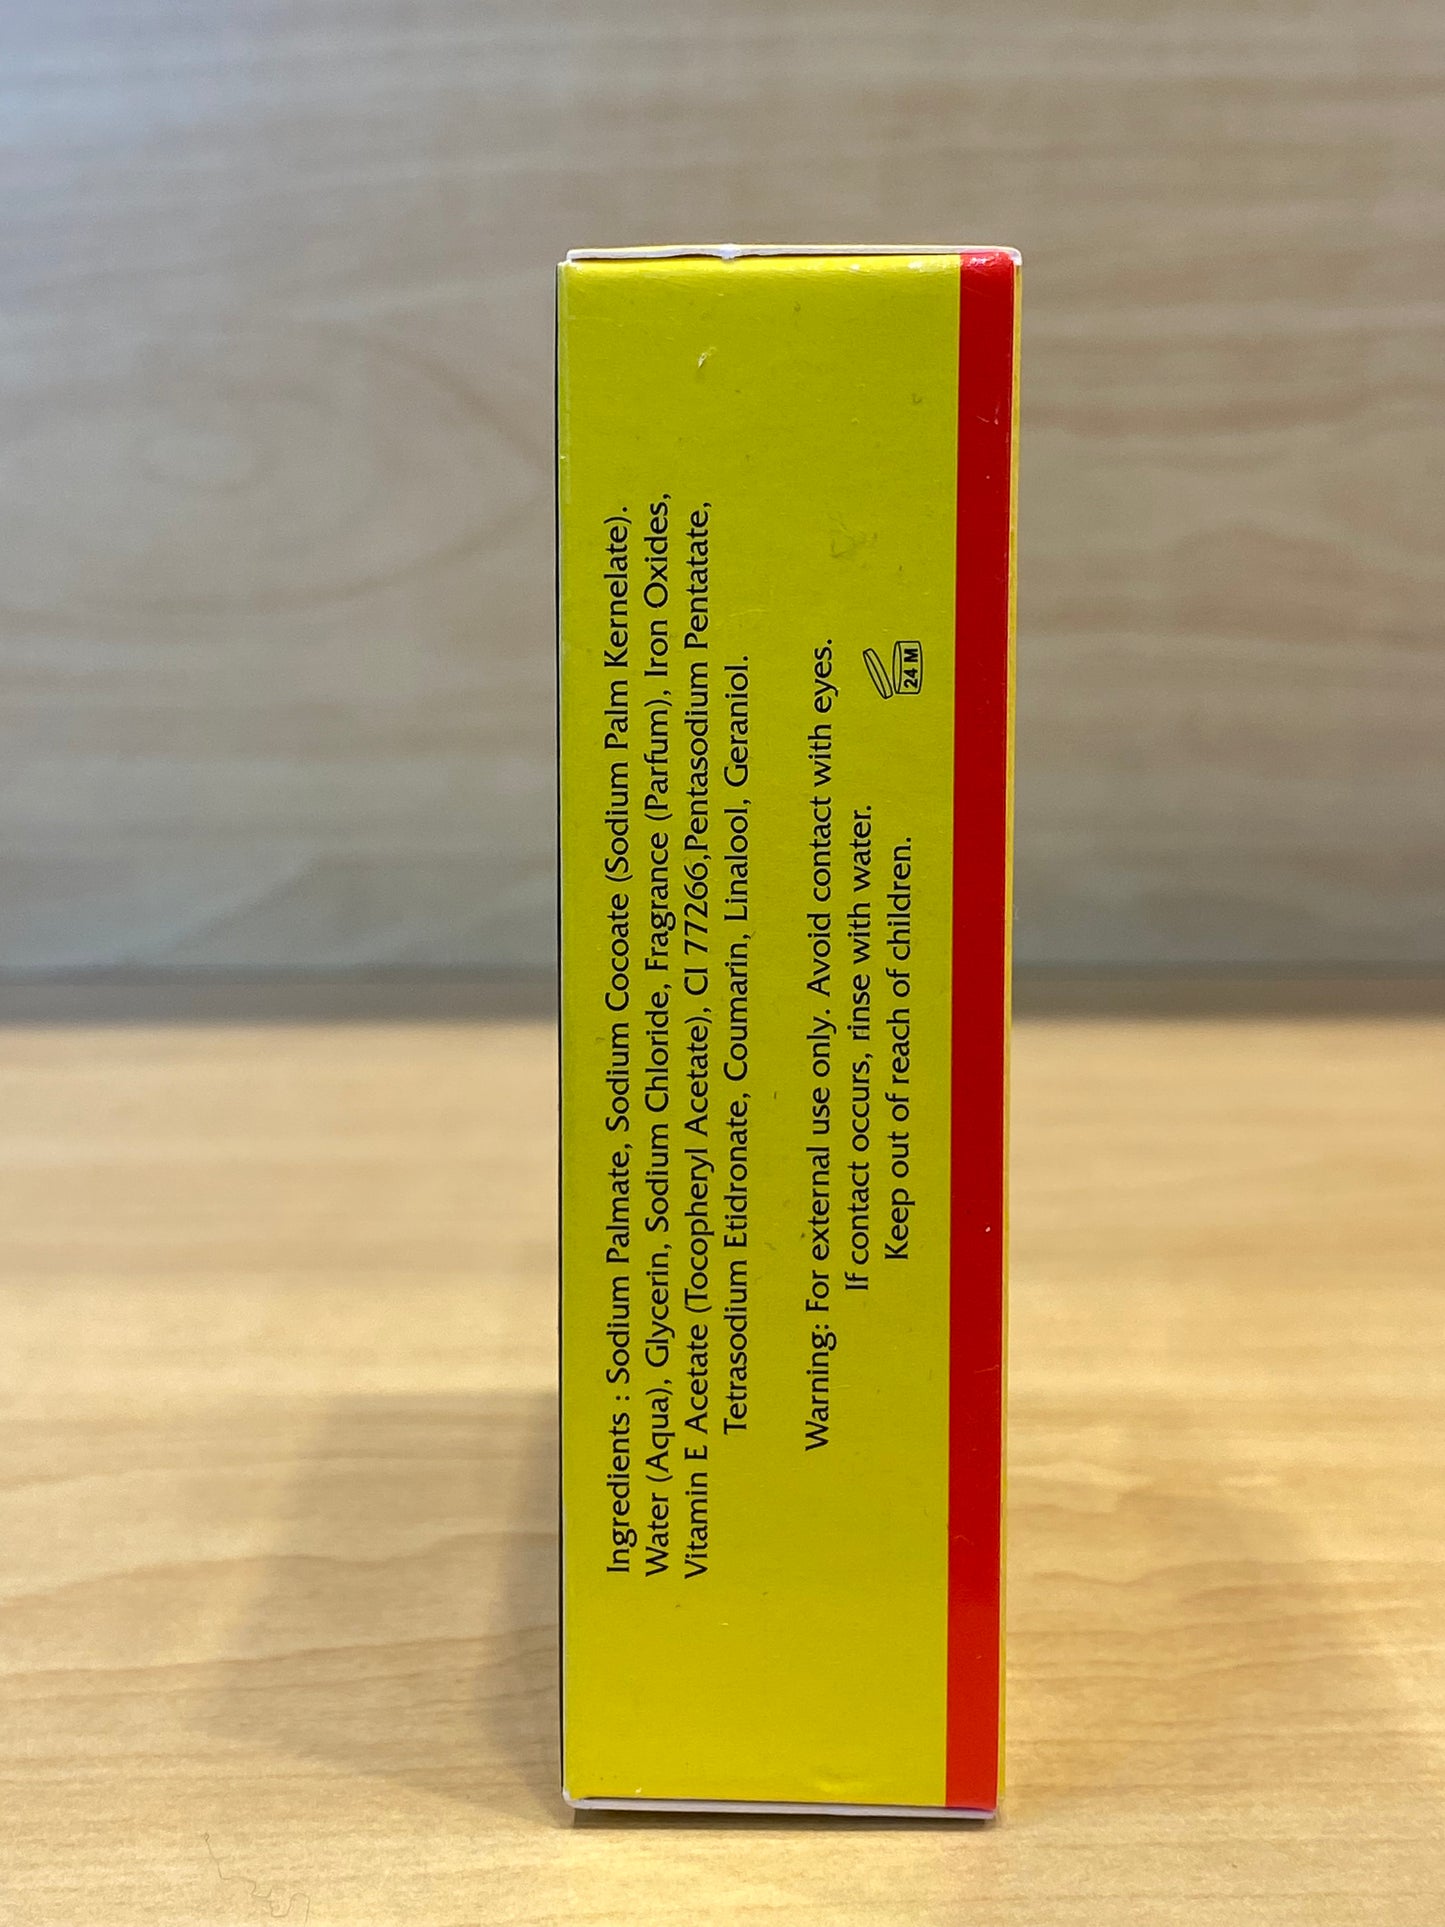 Ingredients : Sodium Palmate, Sodium Cocoate (Sodium Palm Kernelate).
Water (Aqua), Glycerin, Sodium Chloride, Fragrance (Parfum), Iron Oxides,
Vitamin E Acetate (Tocopheryl Acetate), CI 77266,Pentasodium Pentatate,
Tetrasodium Etidronate, Coumarin, Linalool, Geraniol.
Warning: For external use only. Avoid contact with eyes.
If contact occurs, rinse with water.
Keep out of reach of children.
24 M